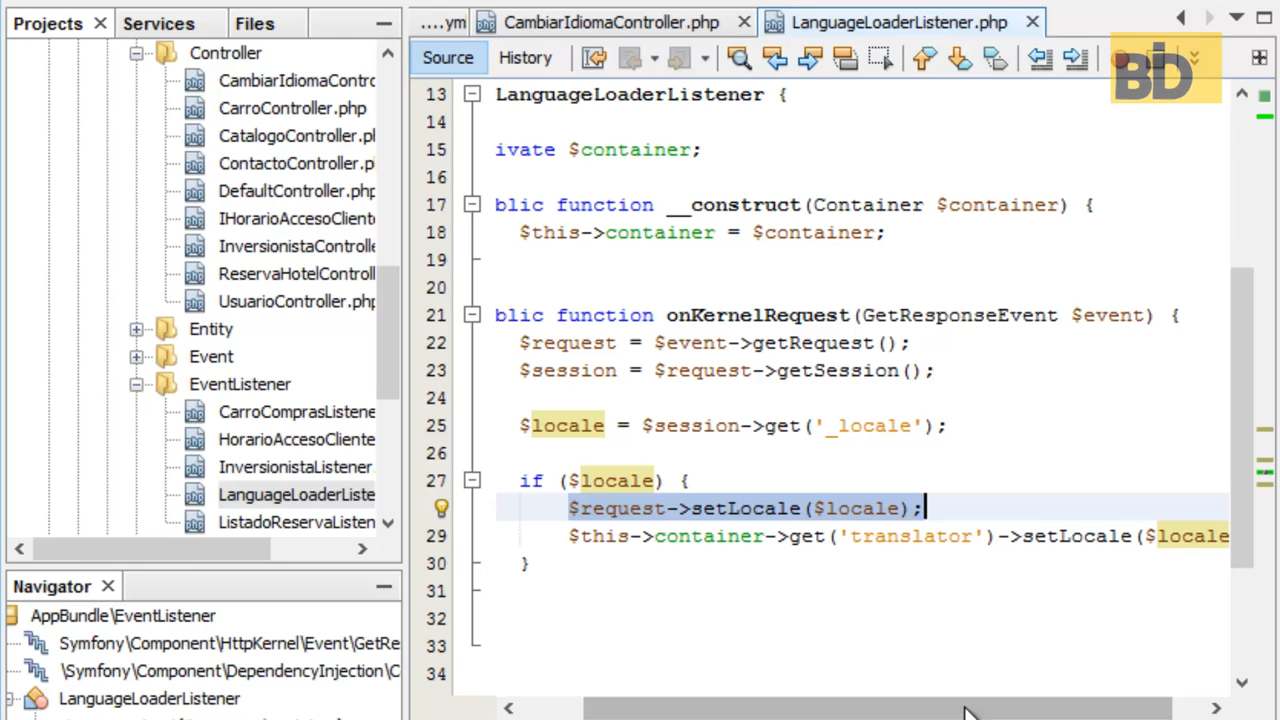 Projects
Services
Files
....ym
CambiarIdiomaController.php
LanguageLoaderListener.php
Source
History
BID
Controller
CambiarIdiomaContro
CarroController.php
CatalogoController.ph
ContactoController.ph
DefaultController.php
IHorarioAccesoCliente
InversionistaControlle
ReservaHotelControll
UsuarioController.php
Entity
Event
EventListener
CarroComprasListene
HorarioAccesoCliente
InversionistaListener.
LanguageLoaderListe
ListadoReservaListen
13 LanguageLoaderListener {
14
15 ivate $container;
16
17 blic function __construct(Container $container) {
18 $this->container = $container;
19
20
21 blic function onKernelRequest(GetResponseEvent $event) {
22 $request = $event->getRequest();
23 $session = $request->getSession();
24
25 $locale = $session->get('_locale');
26
27 if ($locale) {
$request->setLocale($locale);
29 $this->container->get('translator')->setLocale($locale
30 }
31
32
33
34
Navigator
AppBundle\EventListener
Symfony\Component\HttpKernel\Event\GetRe
\Symfony\Component\DependencyInjection\C
LanguageLoaderListener